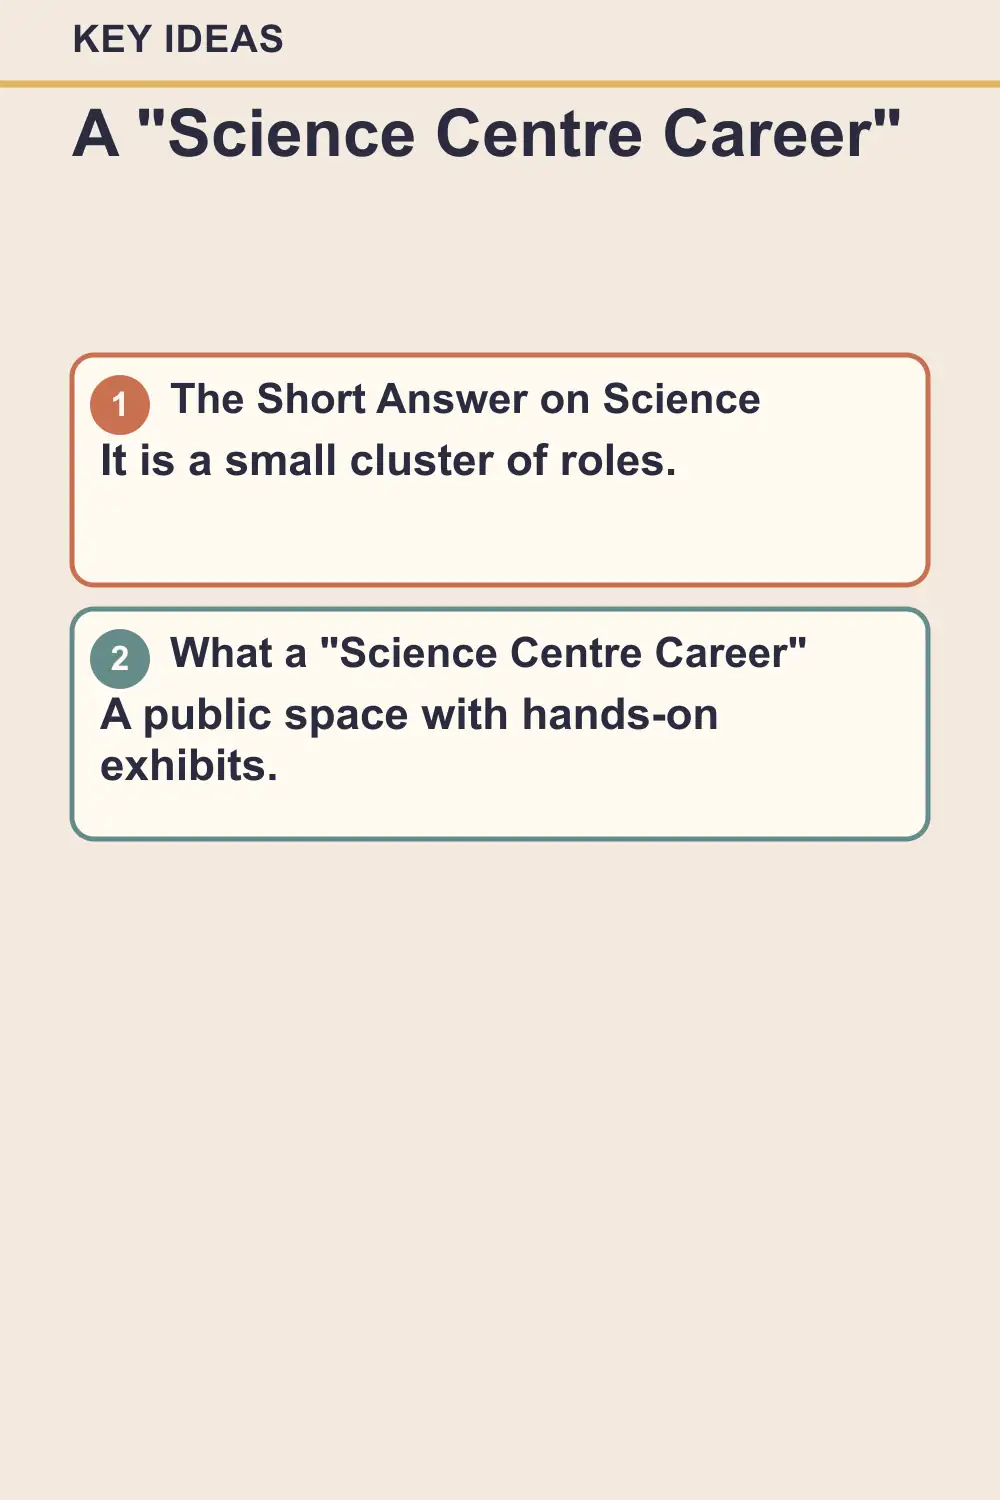 KEY IDEAS
A "Science Centre Career"
1 The Short Answer on Science
It is a small cluster of roles.
2 What a "Science Centre Career"
A public space with hands-on
exhibits.